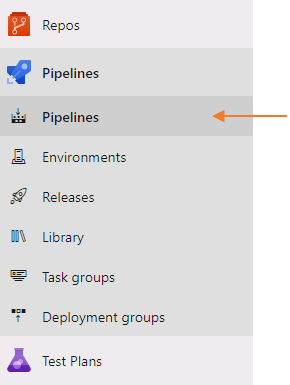 Repos
Pipelines
Pipelines
Environments
Releases
Library
Task groups
Deployment groups
Test Plans